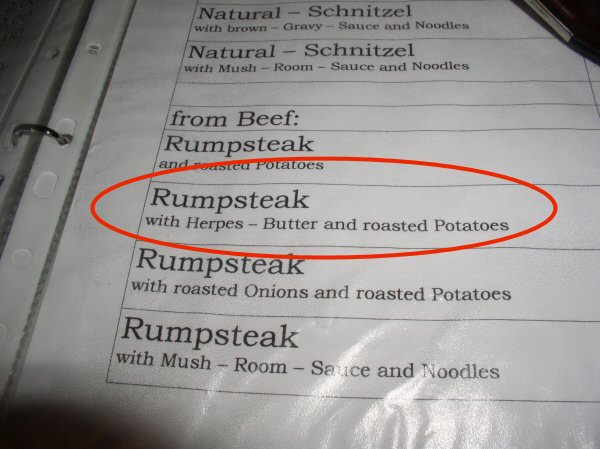 Natural – Schnitzel
with brown – Gravy – Sauce and Noodles
Natural – Schnitzel
with Mush – Room – Sauce and Noodles
from Beef:
Rumpsteak
and roasted Potatoes
Rumpsteak
with Herpes – Butter and roasted Potatoes
Rumpsteak
with roasted Onions and roasted Potatoes
Rumpsteak
with Mush – Room – Sauce and Noodles